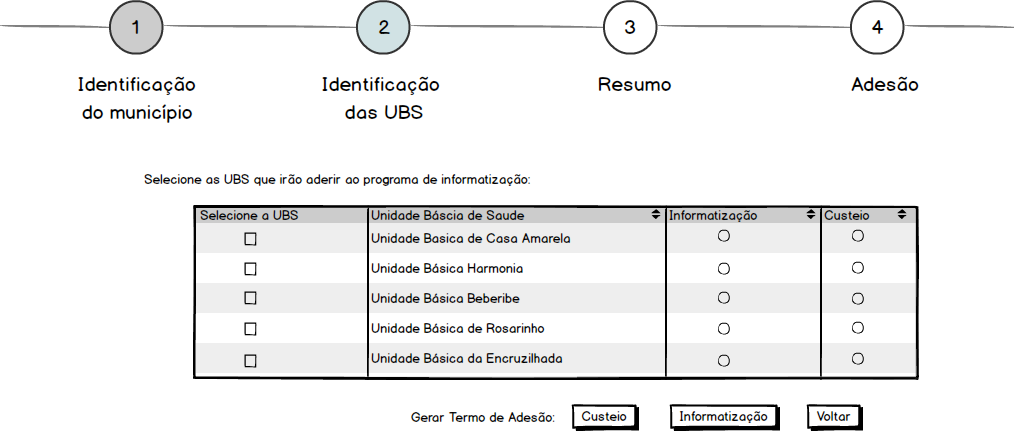 1 2 3 4
Identificação Identificação Resumo Adesão
do município das UBS
Selecione as UBS que irão aderir ao programa de informatização:
Selecione a UBS Unidade Báscia de Saude Informatização Custeio
Unidade Basica de Casa Amarela
Unidade Básica Harmonia
Unidade Básica Beberibe
Unidade Básica de Rosarinho
Unidade Básica da Encruzilhada
Gerar Termo de Adesão: Custeio Informatização Voltar